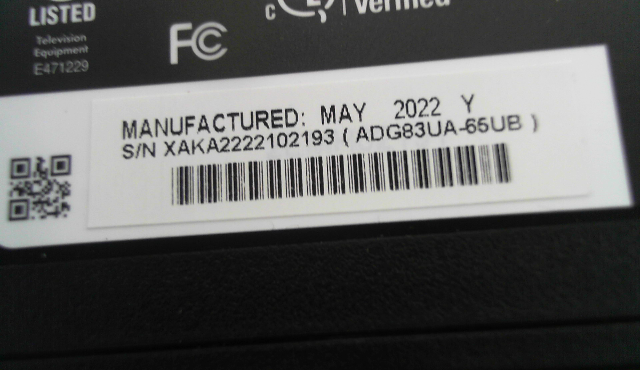 LISTED
Television
Equipment
E471229
FC
c
Verified
MANUFACTURED: MAY 2022 Y
S/N XAKA2222102193 ( ADG83UA-65UB )